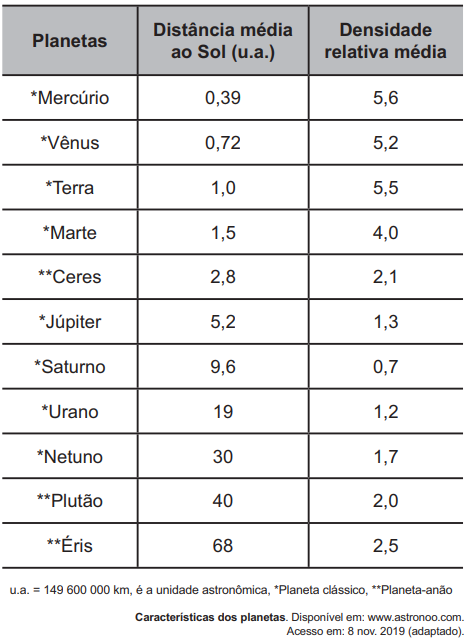 Planetas Distância média ao Sol (u.a.) Densidade relativa média
*Mercúrio 0,39 5,6
*Vênus 0,72 5,2
*Terra 1,0 5,5
*Marte 1,5 4,0
**Ceres 2,8 2,1
*Júpiter 5,2 1,3
*Saturno 9,6 0,7
*Urano 19 1,2
*Netuno 30 1,7
**Plutão 40 2,0
**Éris 68 2,5
u.a. = 149 600 000 km, é a unidade astronômica, *Planeta clássico, **Planeta-anão
Características dos planetas. Disponível em: www.astronoo.com.
Acesso em: 8 nov. 2019 (adaptado).